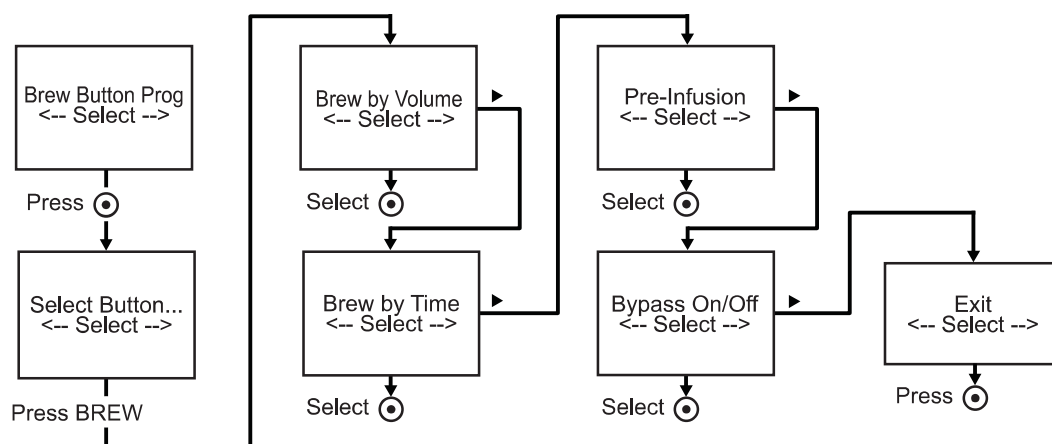 Brew Button Prog
<-- Select -->
Press
Select Button...
<-- Select -->
Press BREW
Brew by Volume
<-- Select -->
Select
Brew by Time
<-- Select -->
Select
Pre-Infusion
<-- Select -->
Select
Bypass On/Off
<-- Select -->
Select
Exit
<-- Select -->
Press